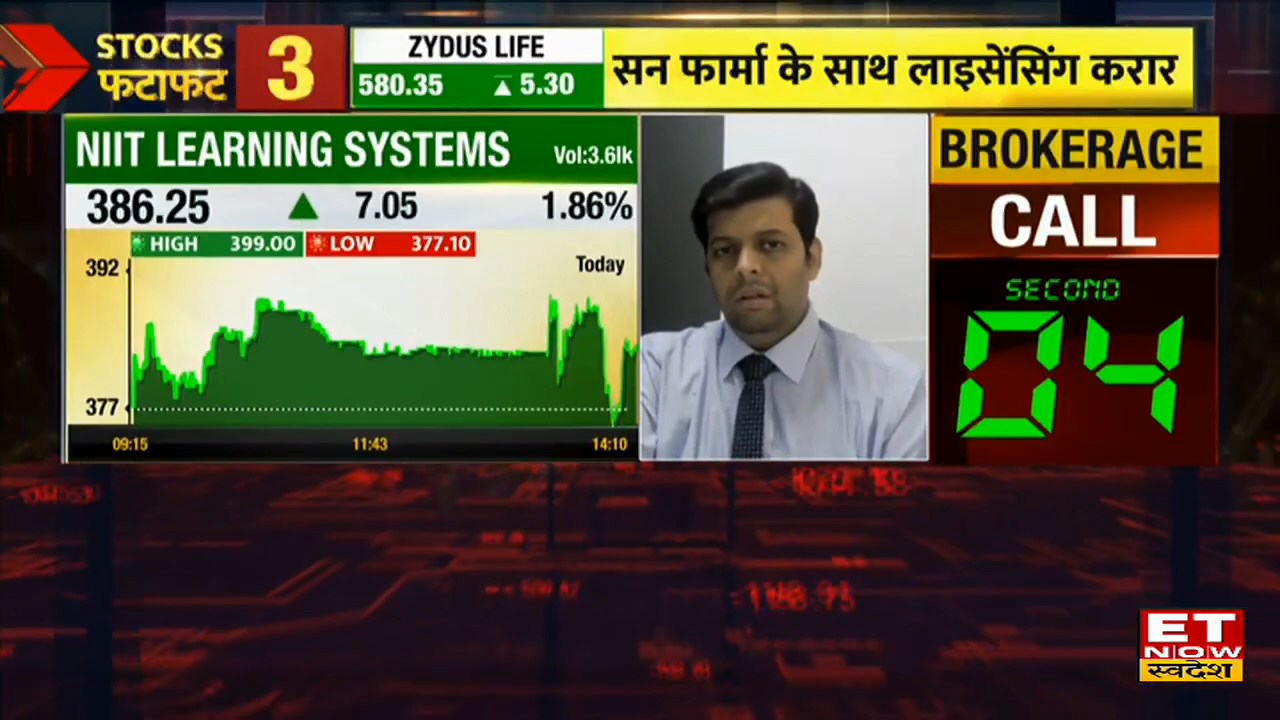 STOCKS
फटाफट
3
ZYDUS LIFE
580.35 ▲ 5.30
सन फार्मा के साथ लाइसेंसिंग करार
NIIT LEARNING SYSTEMS Vol:3.6lk
386.25 ▲ 7.05 1.86%
HIGH 399.00 LOW 377.10
Today
392
377
09:15 11:43 14:10
BROKERAGE
CALL
SECOND
04
ET
NOW
स्वदेश